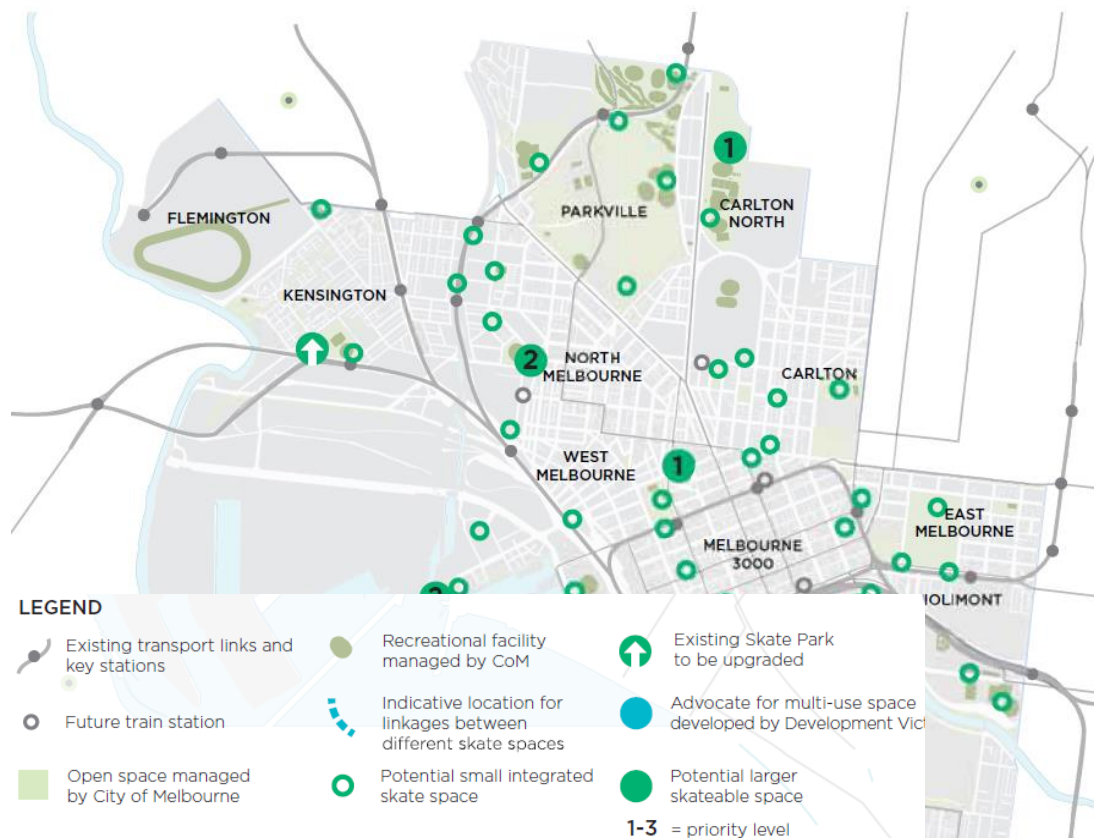 1
FLEMINGTON
PARKVILLE
CARLTON
NORTH
KENSINGTON
2
NORTH
MELBOURNE
CARLTON
WEST
MELBOURNE
1
EAST
MELBOURNE
MELBOURNE
3000
LEGEND
Existing transport links and
key stations
Recreational facility
managed by CoM
Existing Skate Park
to be upgraded
Future train station
Indicative location for
linkages between
different skate spaces
Advocate for multi-use space
developed by Development Vict
Open space managed
by City of Melbourne
Potential small integrated
skate space
Potential larger
skateable space
1-3 = priority level